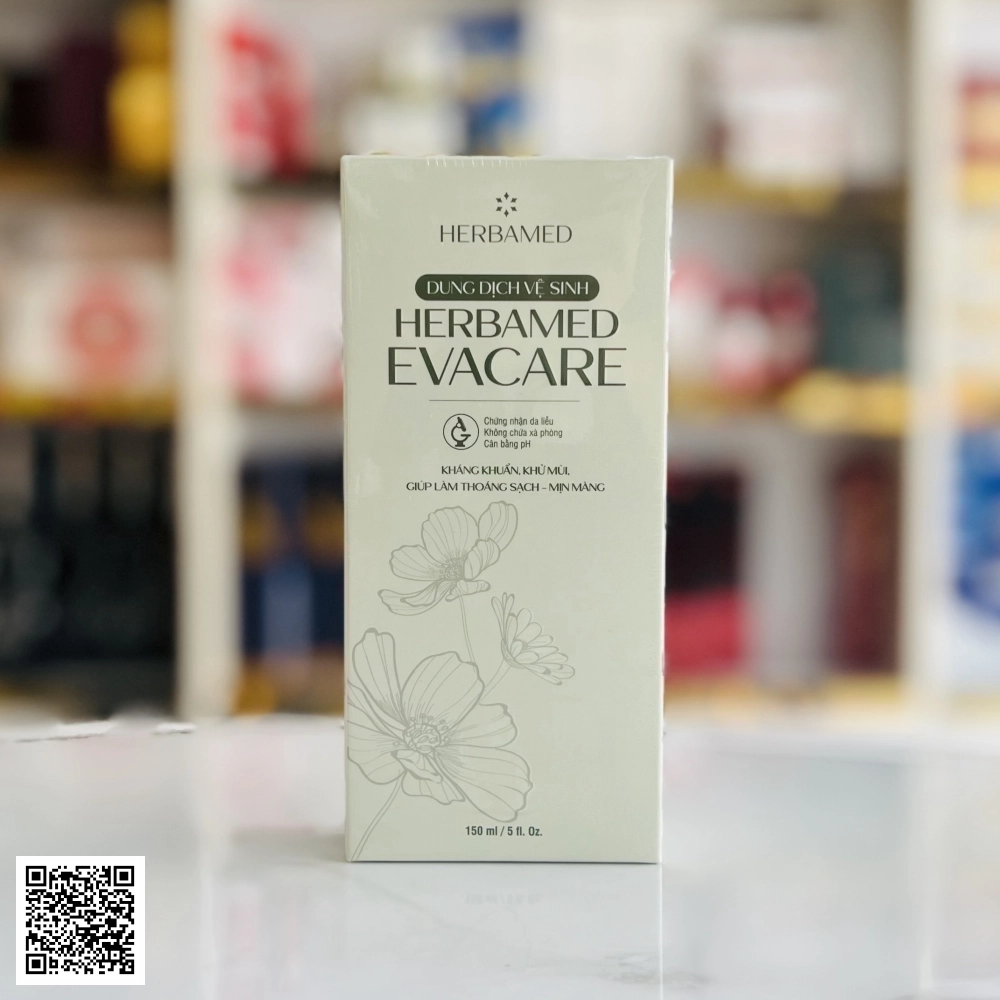 HERBAMED
DUNG DỊCH VỆ SINH
HERBAMED
EVACARE
AG
Chứng nhận da liễu
Không chứa xà phòng
Cân bằng pH
KHÁNG KHUẨN, KHỬ MÙI,
GIÚP LÀM THOÁNG SẠCH – MỊN MÀNG
150 ml / 5 fl. Oz.